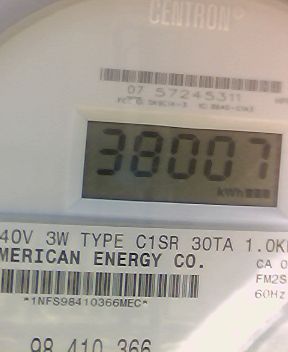 CENTRON®
07 57245311
38007
kWh
40V 3W TYPE C1SR 30TA 1.0K
MERICAN ENERGY CO.
CA 0
FM2S
*1NFS98410366MEC*
60Hz
98 410 366